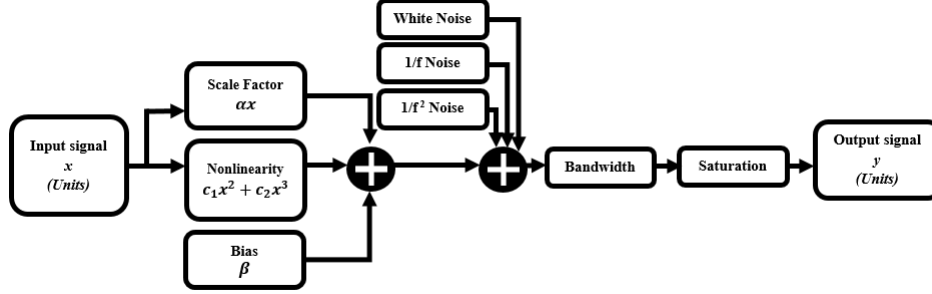 White Noise
1/f Noise
1/f² Noise
Scale Factor
αx
Input signal
x
(Units)
Nonlinearity
c₁x² + c₂x³
Bias
β
Bandwidth
Saturation
Output signal
y
(Units)